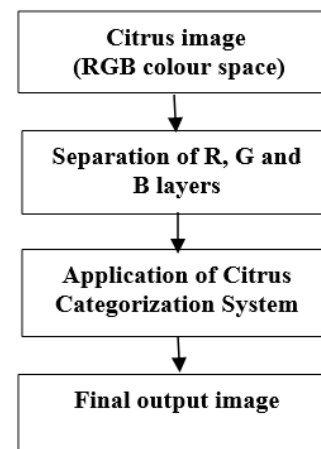 Citrus image
(RGB colour space)
Separation of R, G and
B layers
Application of Citrus
Categorization System
Final output image